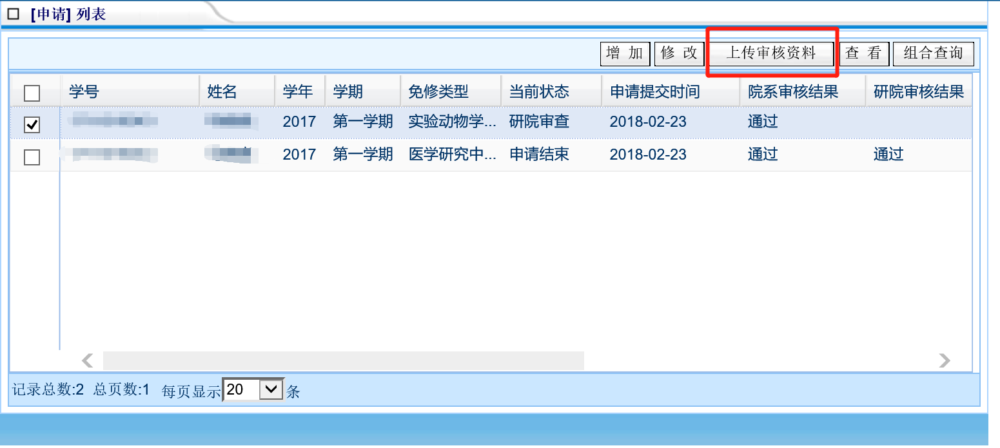 [申请] 列表
增 加 修 改 上传审核资料 查 看 组合查询
学号 姓名 学年 学期 免修类型 当前状态 申请提交时间 院系审核结果 研院审核结果
2017 第一学期 实验动物学... 研院审查 2018-02-23 通过
2017 第一学期 医学研究中... 申请结束 2018-02-23 通过 通过
记录总数:2 总页数:1 每页显示 20 条